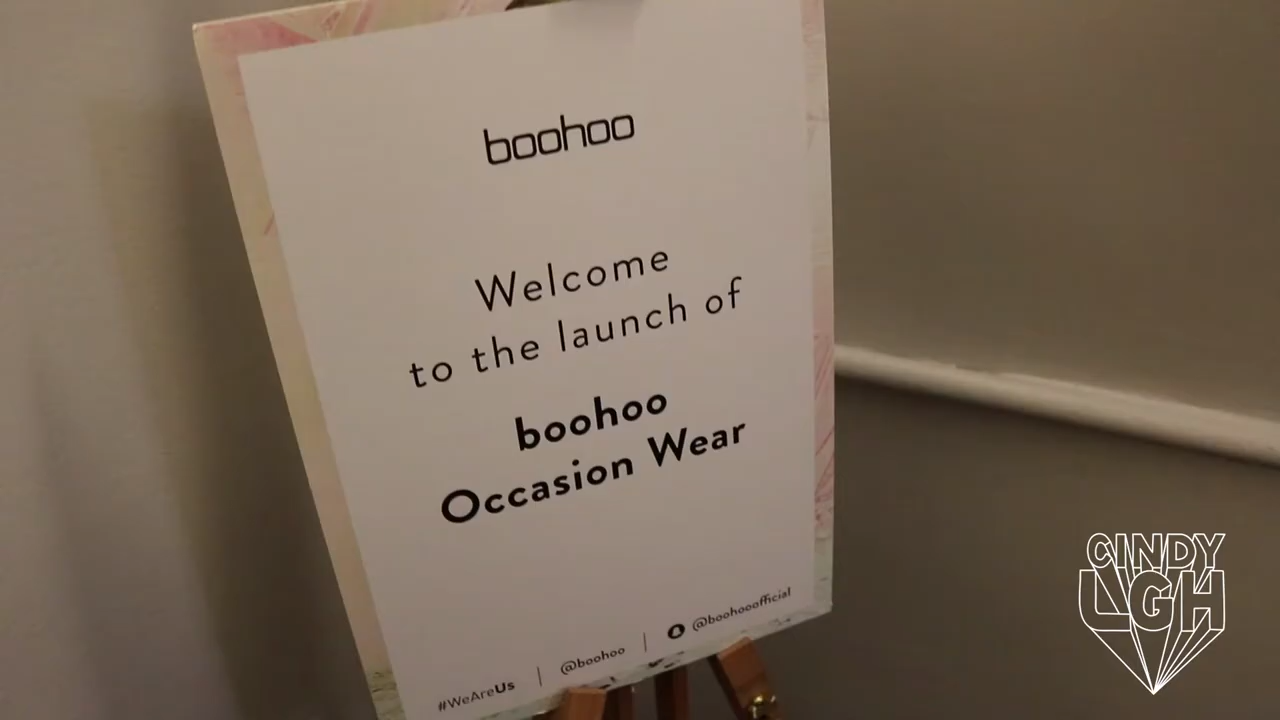 boohoo
Welcome
to the launch of
boohoo
Occasion Wear
#WeAreUs | @boohoo | @boohooofficial
CINDY
LGH